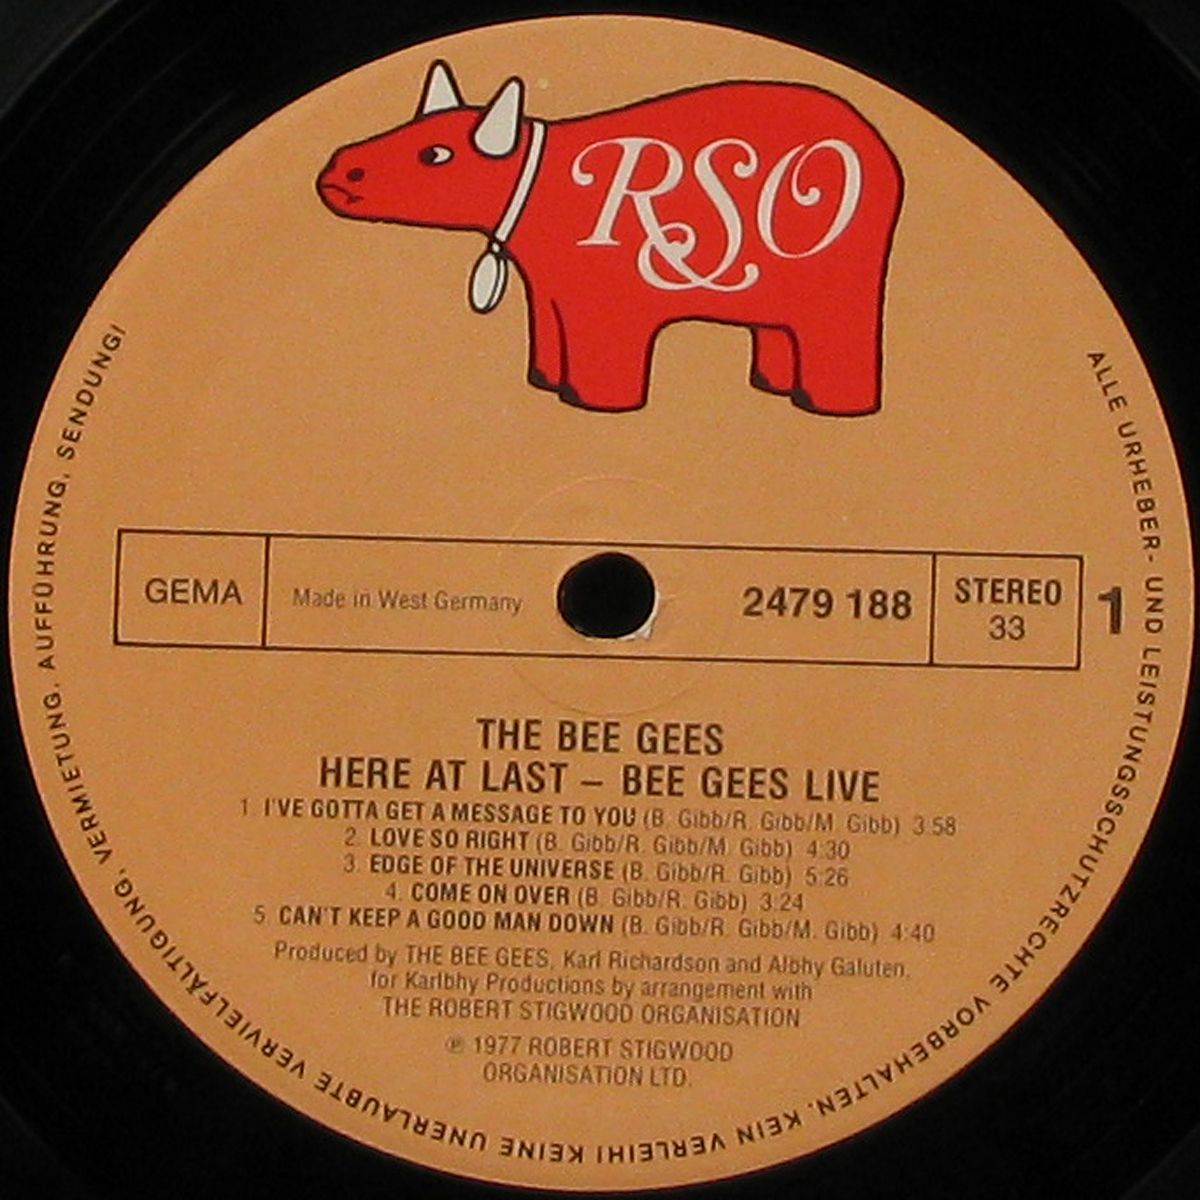 RSO
GEMA
Made in West Germany
2479 188
STEREO
33
1
THE BEE GEES
HERE AT LAST – BEE GEES LIVE
1. I'VE GOTTA GET A MESSAGE TO YOU (B. Gibb/R. Gibb/M. Gibb) 3:58
2. LOVE SO RIGHT (B. Gibb/R. Gibb/M. Gibb) 4:30
3. EDGE OF THE UNIVERSE (B. Gibb/R. Gibb) 5:26
4. COME ON OVER (B. Gibb/R. Gibb) 3:24
5. CAN'T KEEP A GOOD MAN DOWN (B. Gibb/R. Gibb/M. Gibb) 4:40
Produced by THE BEE GEES, Karl Richardson and Albhy Galuten,
for Karlbhy Productions by arrangement with
THE ROBERT STIGWOOD ORGANISATION
℗ 1977 ROBERT STIGWOOD
ORGANISATION LTD.
ALLE URHEBER- UND LEISTUNGSSCHUTZRECHTE VORBEHALTEN. KEIN VERLEIH! KEINE UNERLAUBTE VERVIELFÄLTIGUNG, VERMIETUNG, AUFFÜHRUNG, SENDUNG!